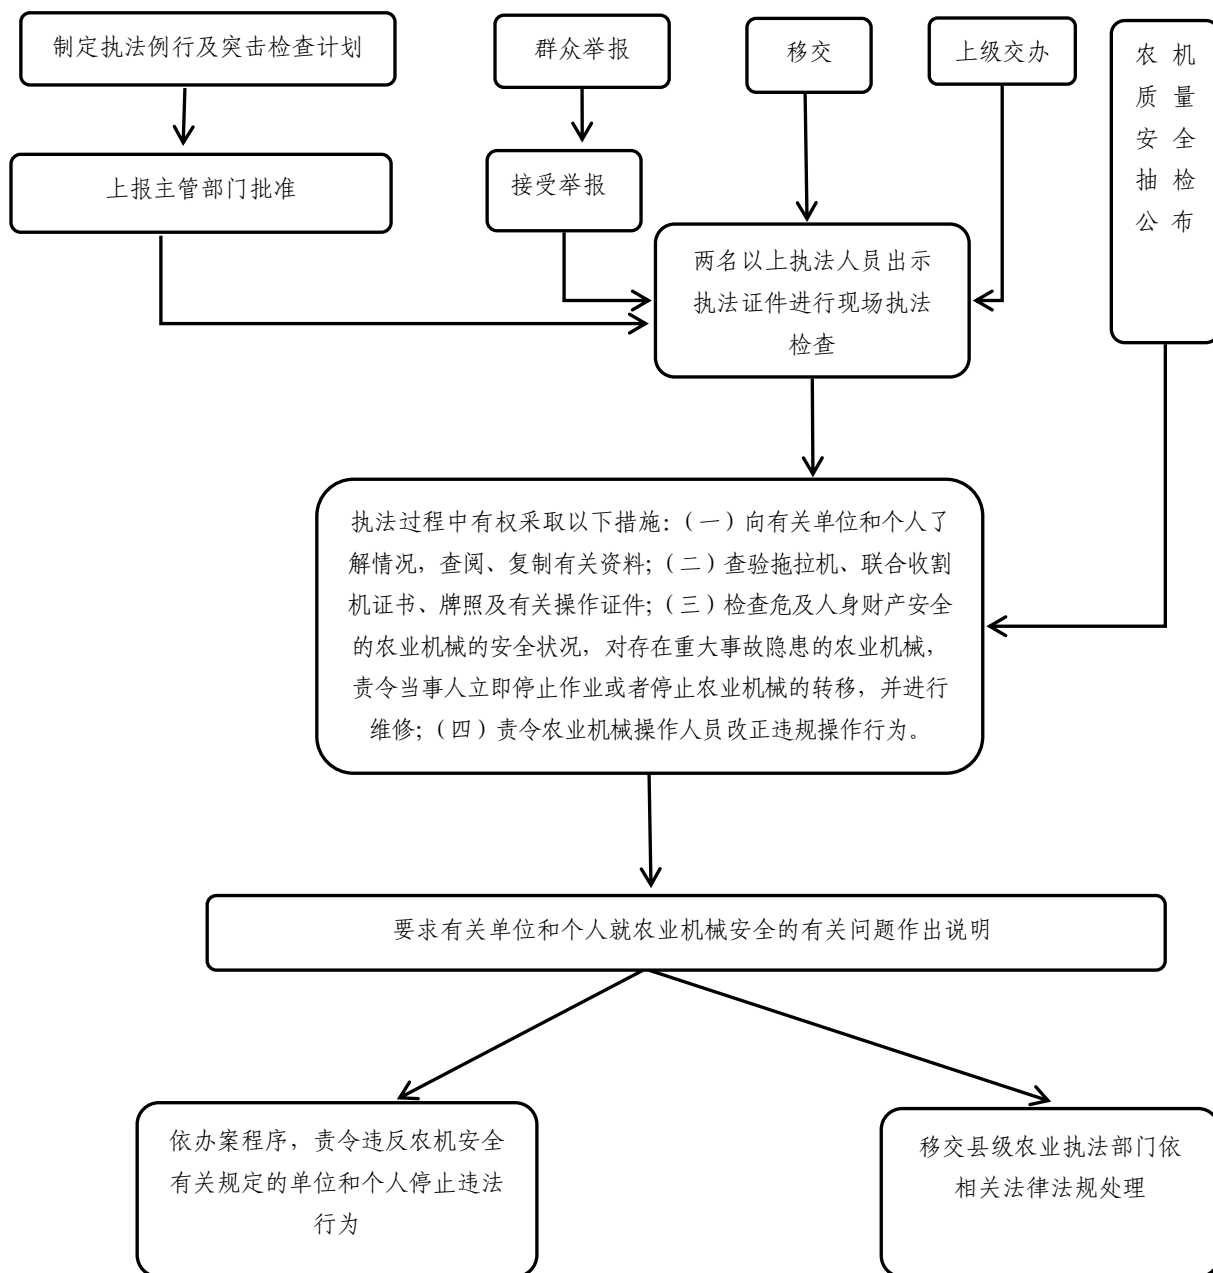 制定执法例行及突击检查计划
群众举报
移交
上级交办
农机
质量
安全
抽检
公布
上报主管部门批准
接受举报
两名以上执法人员出示
执法证件进行现场执法
检查
执法过程中有权采取以下措施：（一）向有关单位和个人了
解情况，查阅、复制有关资料；（二）查验拖拉机、联合收割
机证书、牌照及有关操作证件；（三）检查危及人身财产安全
的农业机械的安全状况，对存在重大事故隐患的农业机械，
责令当事人立即停止作业或者停止农业机械的转移，并进行
维修；（四）责令农业机械操作人员改正违规操作行为。
要求有关单位和个人就农业机械安全的有关问题作出说明
依办案程序，责令违反农机安全
有关规定的单位和个人停止违法
行为
移交县级农业执法部门依
相关法律法规处理